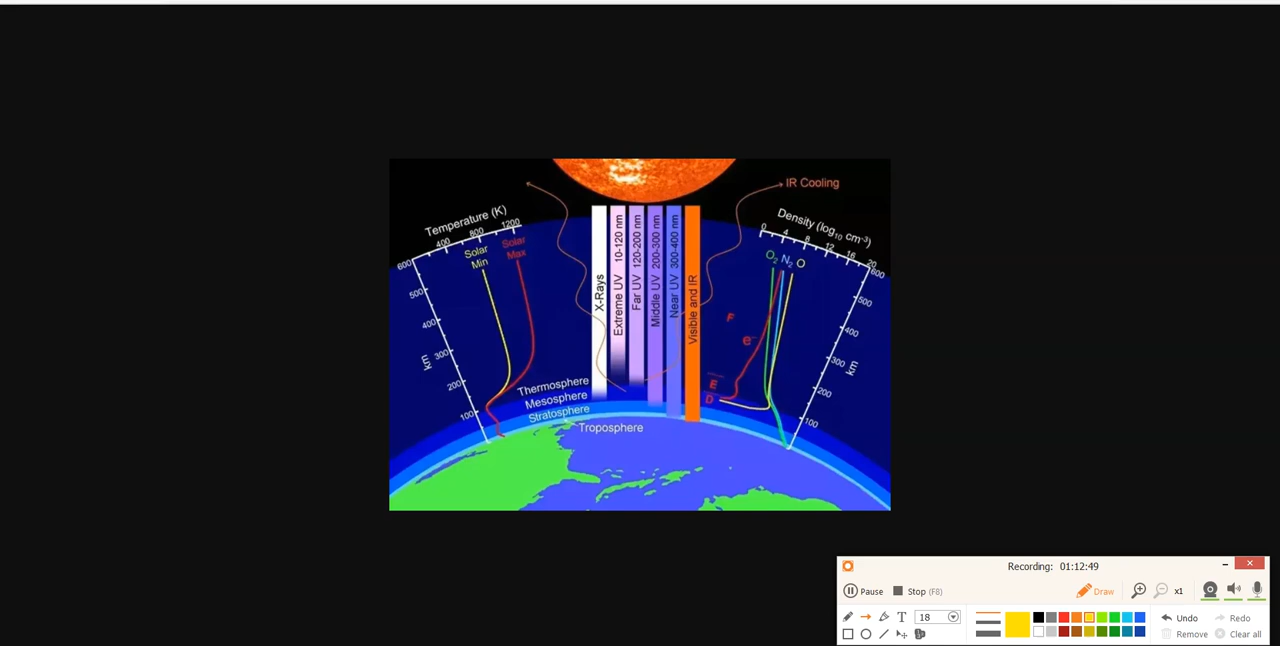 IR Cooling
Temperature (K)
400 800 1200
Solar
Min
Solar
Max
600
500
400
300
200
100
km
X-Rays
Extreme UV 10-120 nm
Far UV 120-200 nm
Middle UV 200-300 nm
Near UV 300-400 nm
Visible and IR
Density (log10 cm-3)
0 4 8 12 16 20
O2 N2 O
600
500
400
300
200
100
km
F
e-
E
D
Thermosphere
Mesosphere
Stratosphere
Troposphere
Recording: 01:12:49
Pause Stop (F8) Draw x1
T 18 Undo Redo
Remove Clear all